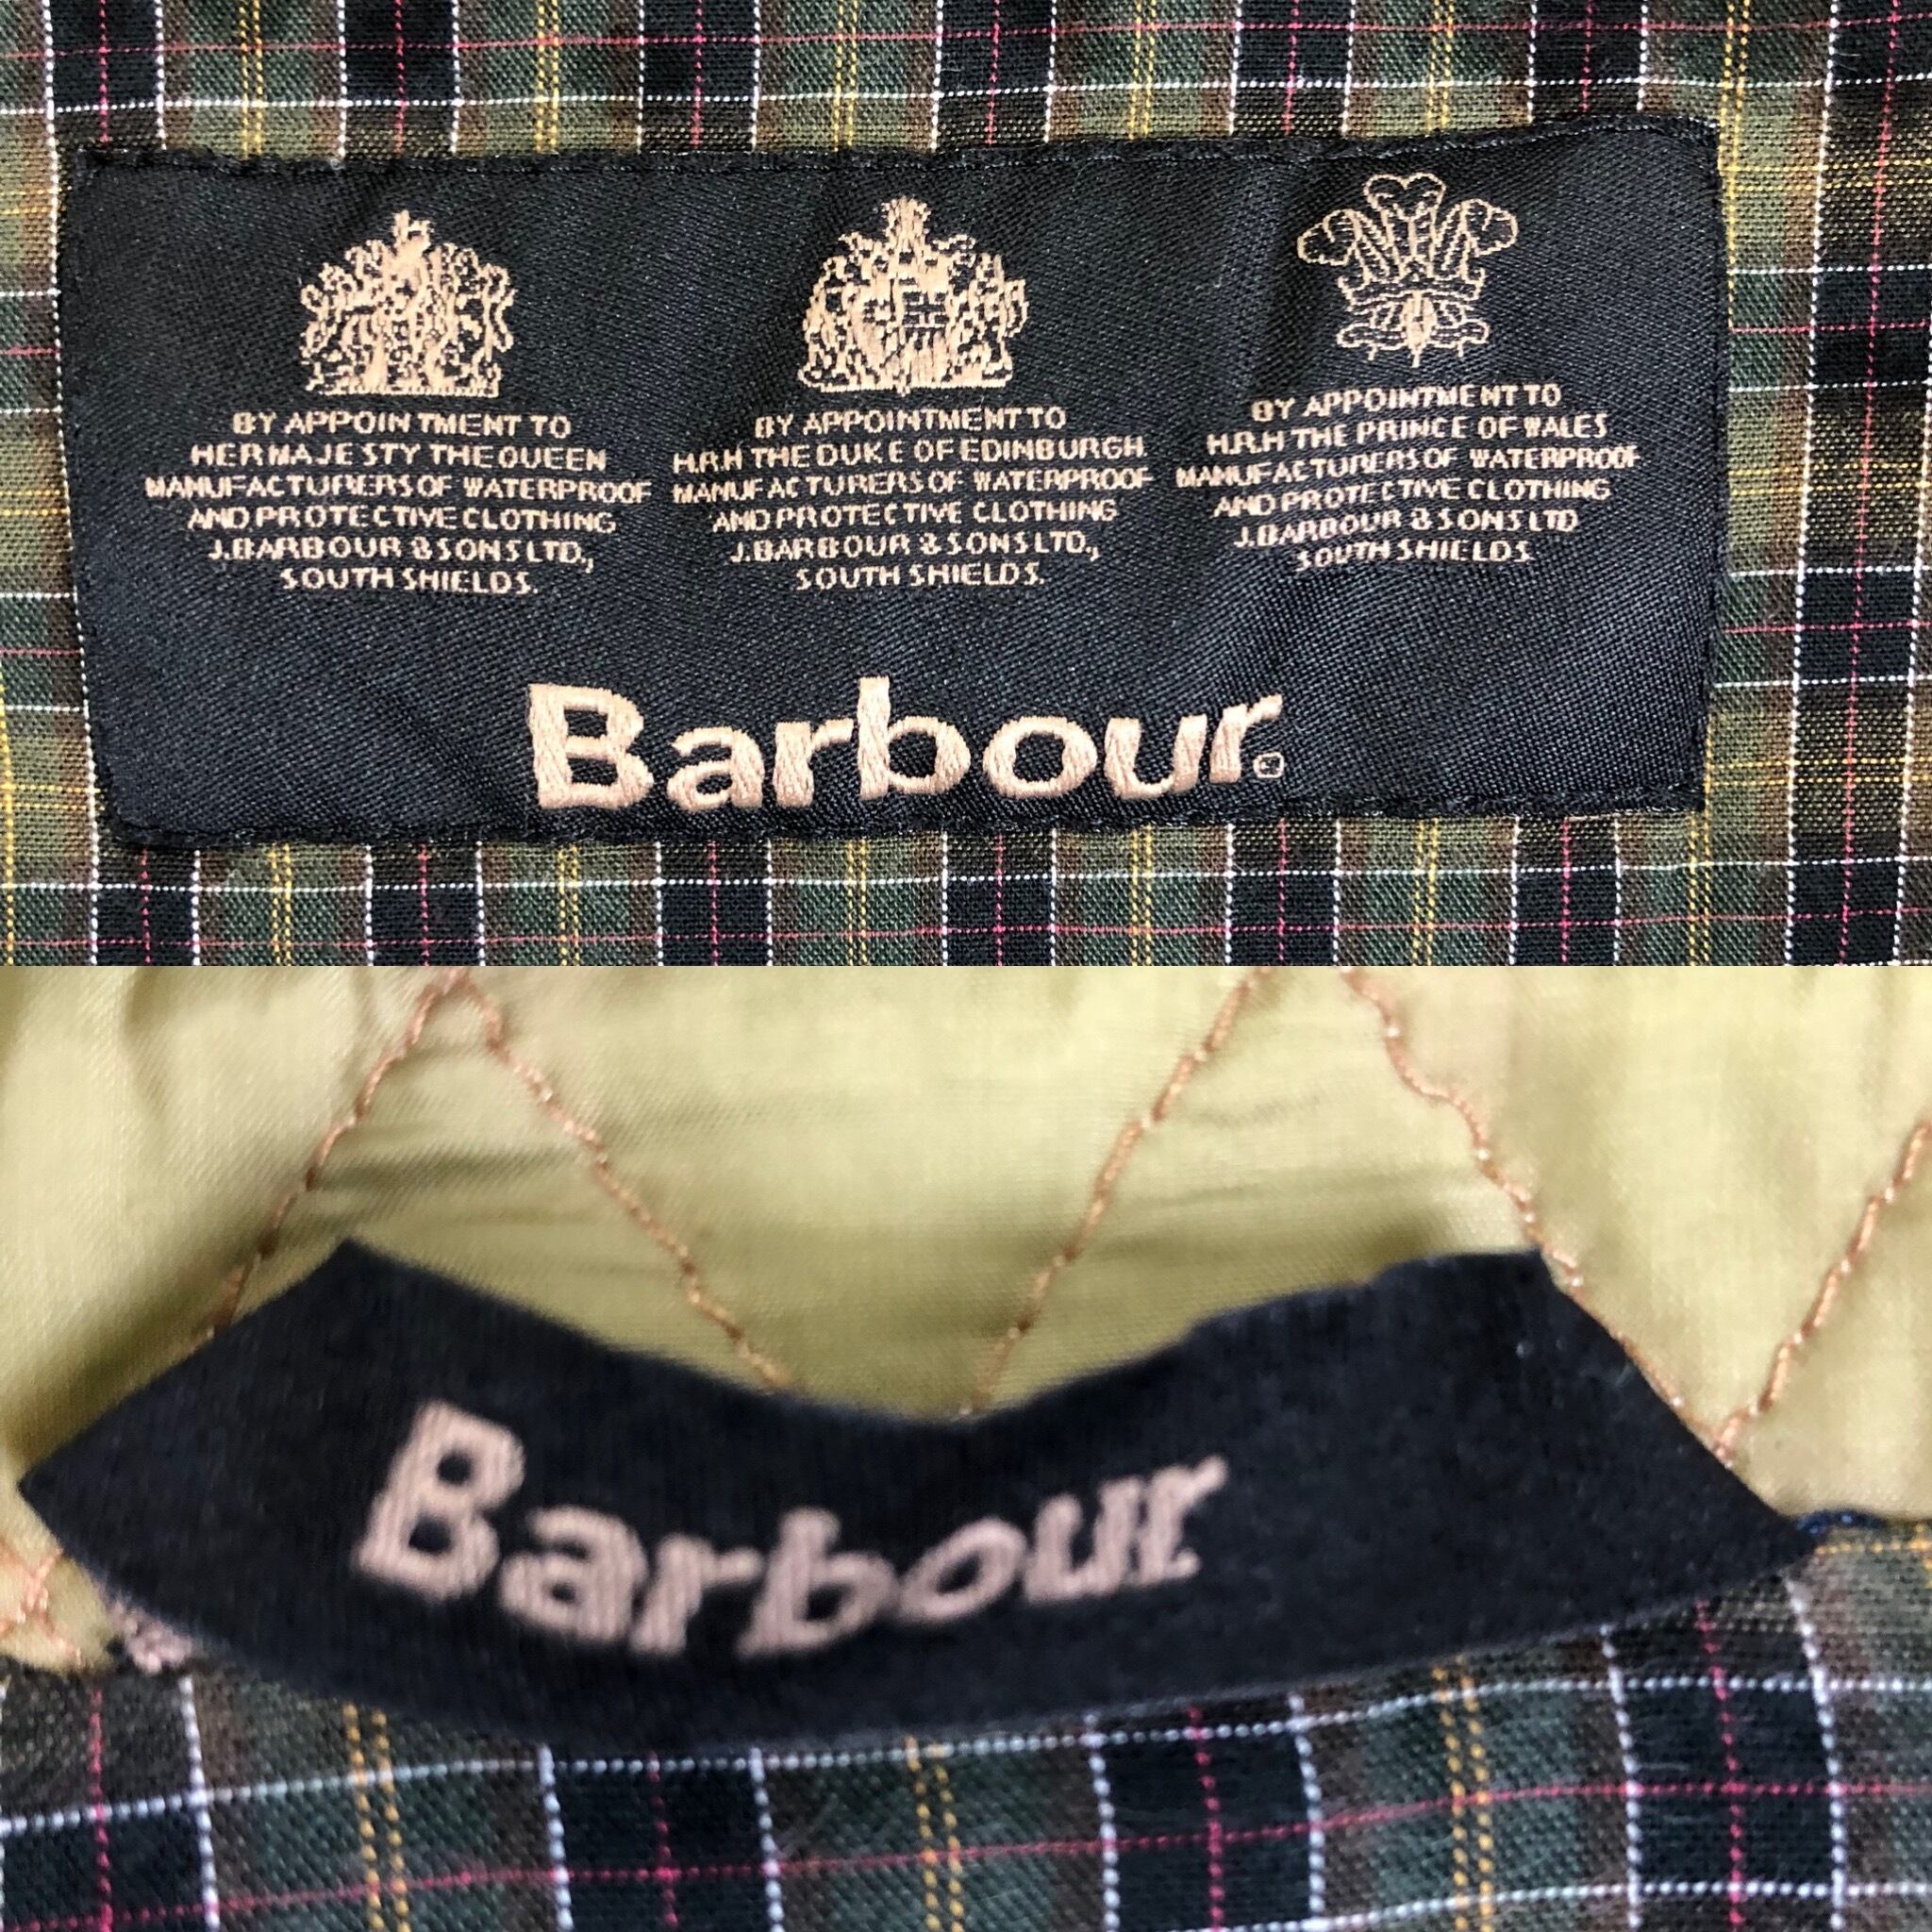 BY APPOINTMENT TO
HER MAJESTY THE QUEEN
MANUFACTURERS OF WATERPROOF
AND PROTECTIVE CLOTHING
J.BARBOUR & SONS LTD.,
SOUTH SHIELDS.
BY APPOINTMENT TO
H.R.H THE DUKE OF EDINBURGH
MANUFACTURERS OF WATERPROOF
AND PROTECTIVE CLOTHING
J.BARBOUR & SONS LTD.,
SOUTH SHIELDS.
BY APPOINTMENT TO
H.R.H THE PRINCE OF WALES
MANUFACTURERS OF WATERPROOF
AND PROTECTIVE CLOTHING
J.BARBOUR & SONS LTD
SOUTH SHIELDS
Barbour
Barbour